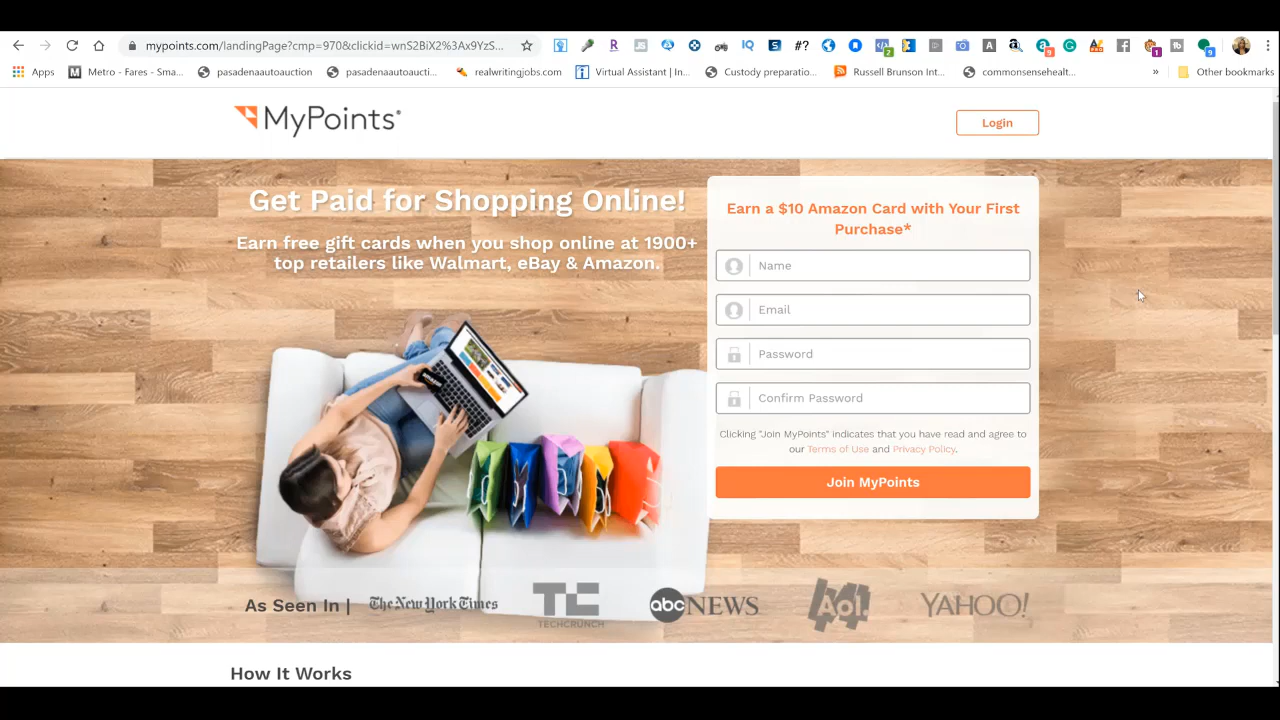 mypoints.com/landingPage?cmp=970&clickid=wnS2BiX2%3Ax9YzS...
Apps
Metro - Fares - Sma...
pasadenaautoauction
pasadenaautoaucti...
realwritingjobs.com
Virtual Assistant | In...
Custody preparatio...
Russell Brunson Int...
commonsensehealt...
»
Other bookmarks
MyPoints®
Login
Get Paid for Shopping Online!
Earn free gift cards when you shop online at 1900+
top retailers like Walmart, eBay & Amazon.
Earn a $10 Amazon Card with Your First
Purchase*
Name
Email
Password
Confirm Password
Clicking "Join MyPoints" indicates that you have read and agree to
our Terms of Use and Privacy Policy.
Join MyPoints
As Seen In |
The New York Times
TC
TECHCRUNCH
abc NEWS
Aol.
YAHOO!
How It Works